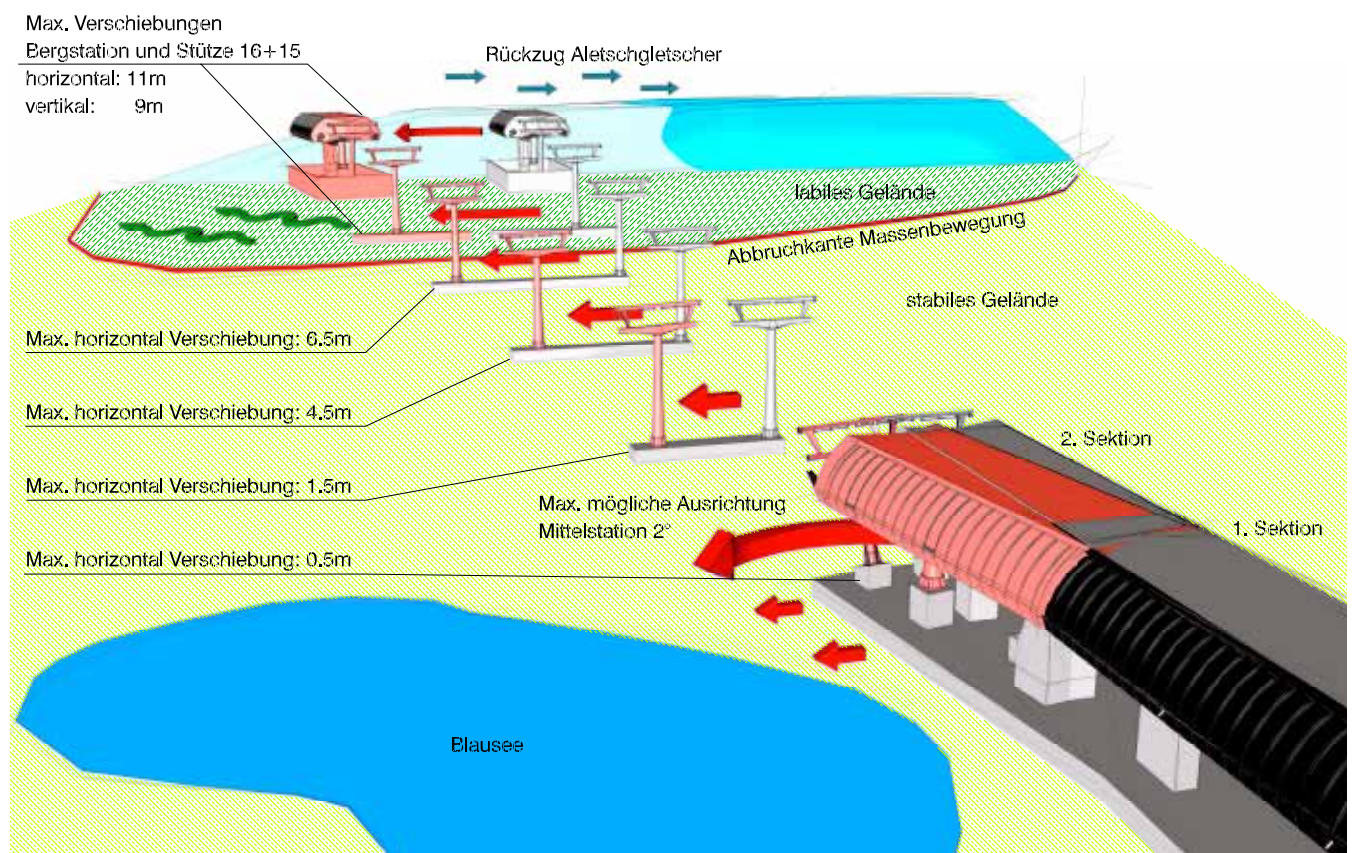 Max. Verschiebungen
Bergstation und Stütze 16+15
horizontal: 11m
vertikal: 9m
Rückzug Aletschgletscher
labiles Gelände
Abbruchkante Massenbewegung
stabiles Gelände
Max. horizontal Verschiebung: 6.5m
Max. horizontal Verschiebung: 4.5m
Max. horizontal Verschiebung: 1.5m
Max. mögliche Ausrichtung
Mittelstation 2°
2. Sektion
1. Sektion
Max. horizontal Verschiebung: 0.5m
Blausee